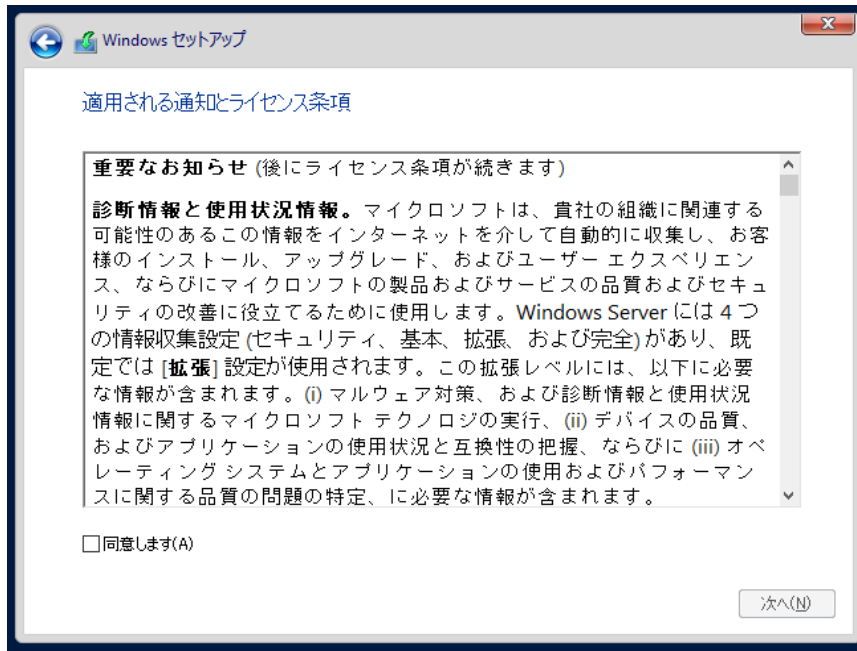 Windows セットアップ
適用される通知とライセンス条項
重要なお知らせ (後にライセンス条項が続きます)
診断情報と使用状況情報。マイクロソフトは、貴社の組織に関連する
可能性のあるこの情報をインターネットを介して自動的に収集し、お客
様のインストール、アップグレード、およびユーザー エクスペリエン
ス、ならびにマイクロソフトの製品およびサービスの品質およびセキュ
リティの改善に役立てるために使用します。Windows Server には 4 つ
の情報収集設定 (セキュリティ、基本、拡張、および完全) があり、既
定では [拡張] 設定が使用されます。この拡張レベルには、以下に必要
な情報が含まれます。(i) マルウェア対策、および診断情報と使用状況
情報に関するマイクロソフト テクノロジの実行、(ii) デバイスの品質、
およびアプリケーションの使用状況と互換性の把握、ならびに (iii) オペ
レーティング システムとアプリケーションの使用およびパフォーマン
スに関する品質の問題の特定、に必要な情報が含まれます。
同意します(A)
次へ(N)